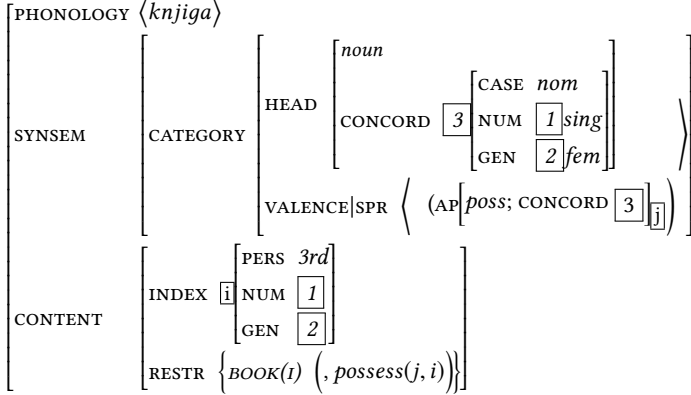 PHONOLOGY ⟨knjiga⟩
SYNSEM
CATEGORY
HEAD
noun
CONCORD 3
CASE nom
NUM 1 sing
GEN 2 fem
VALENCE|SPR ⟨ (AP[poss; CONCORD 3]j) ⟩
CONTENT
INDEX i
PERS 3rd
NUM 1
GEN 2
RESTR {BOOK(I) (, possess(j, i))}